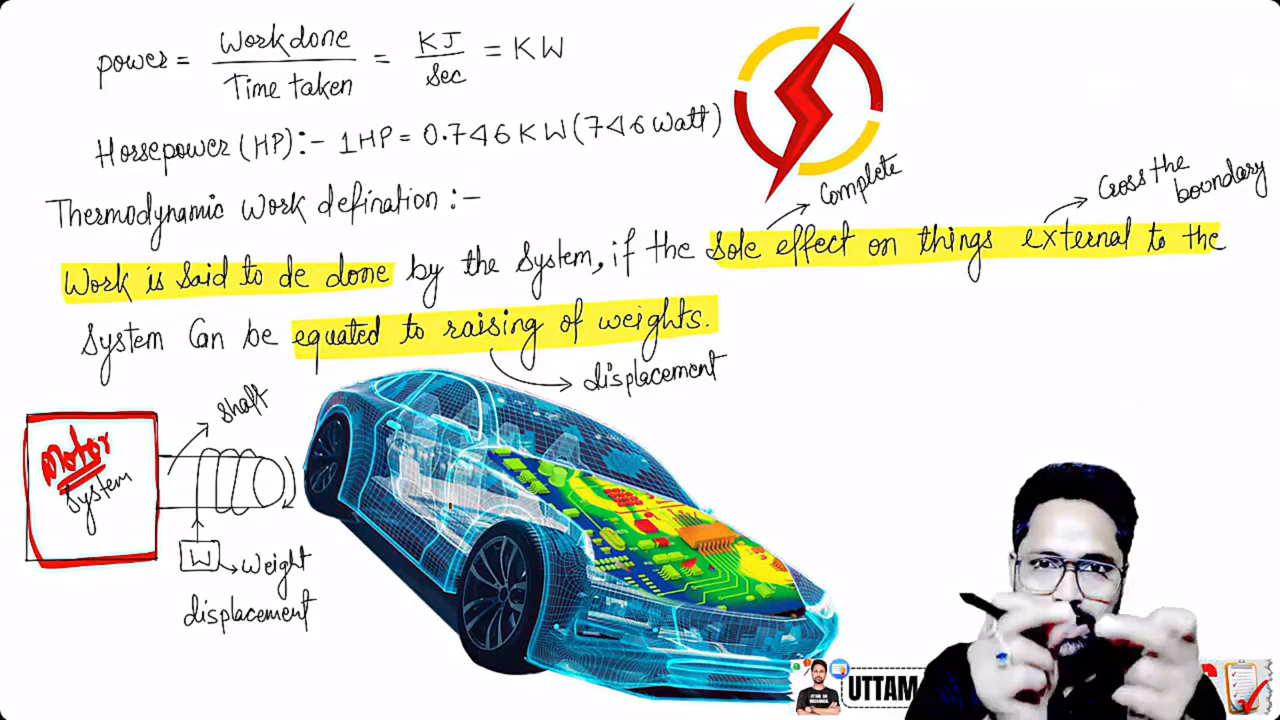 power = Workdone / Time taken = KJ / Sec = KW
Horsepower (HP):- 1HP = 0.746 KW (746 Watt)
Thermodynamic Work defination :-
Complete
Cross the boundary
Work is said to de done by the System, if the Sole effect on things external to the
System Can be equated to raising of weights.
displacement
Shaft
Motor
System
W
Weight
displacement
UTTAM